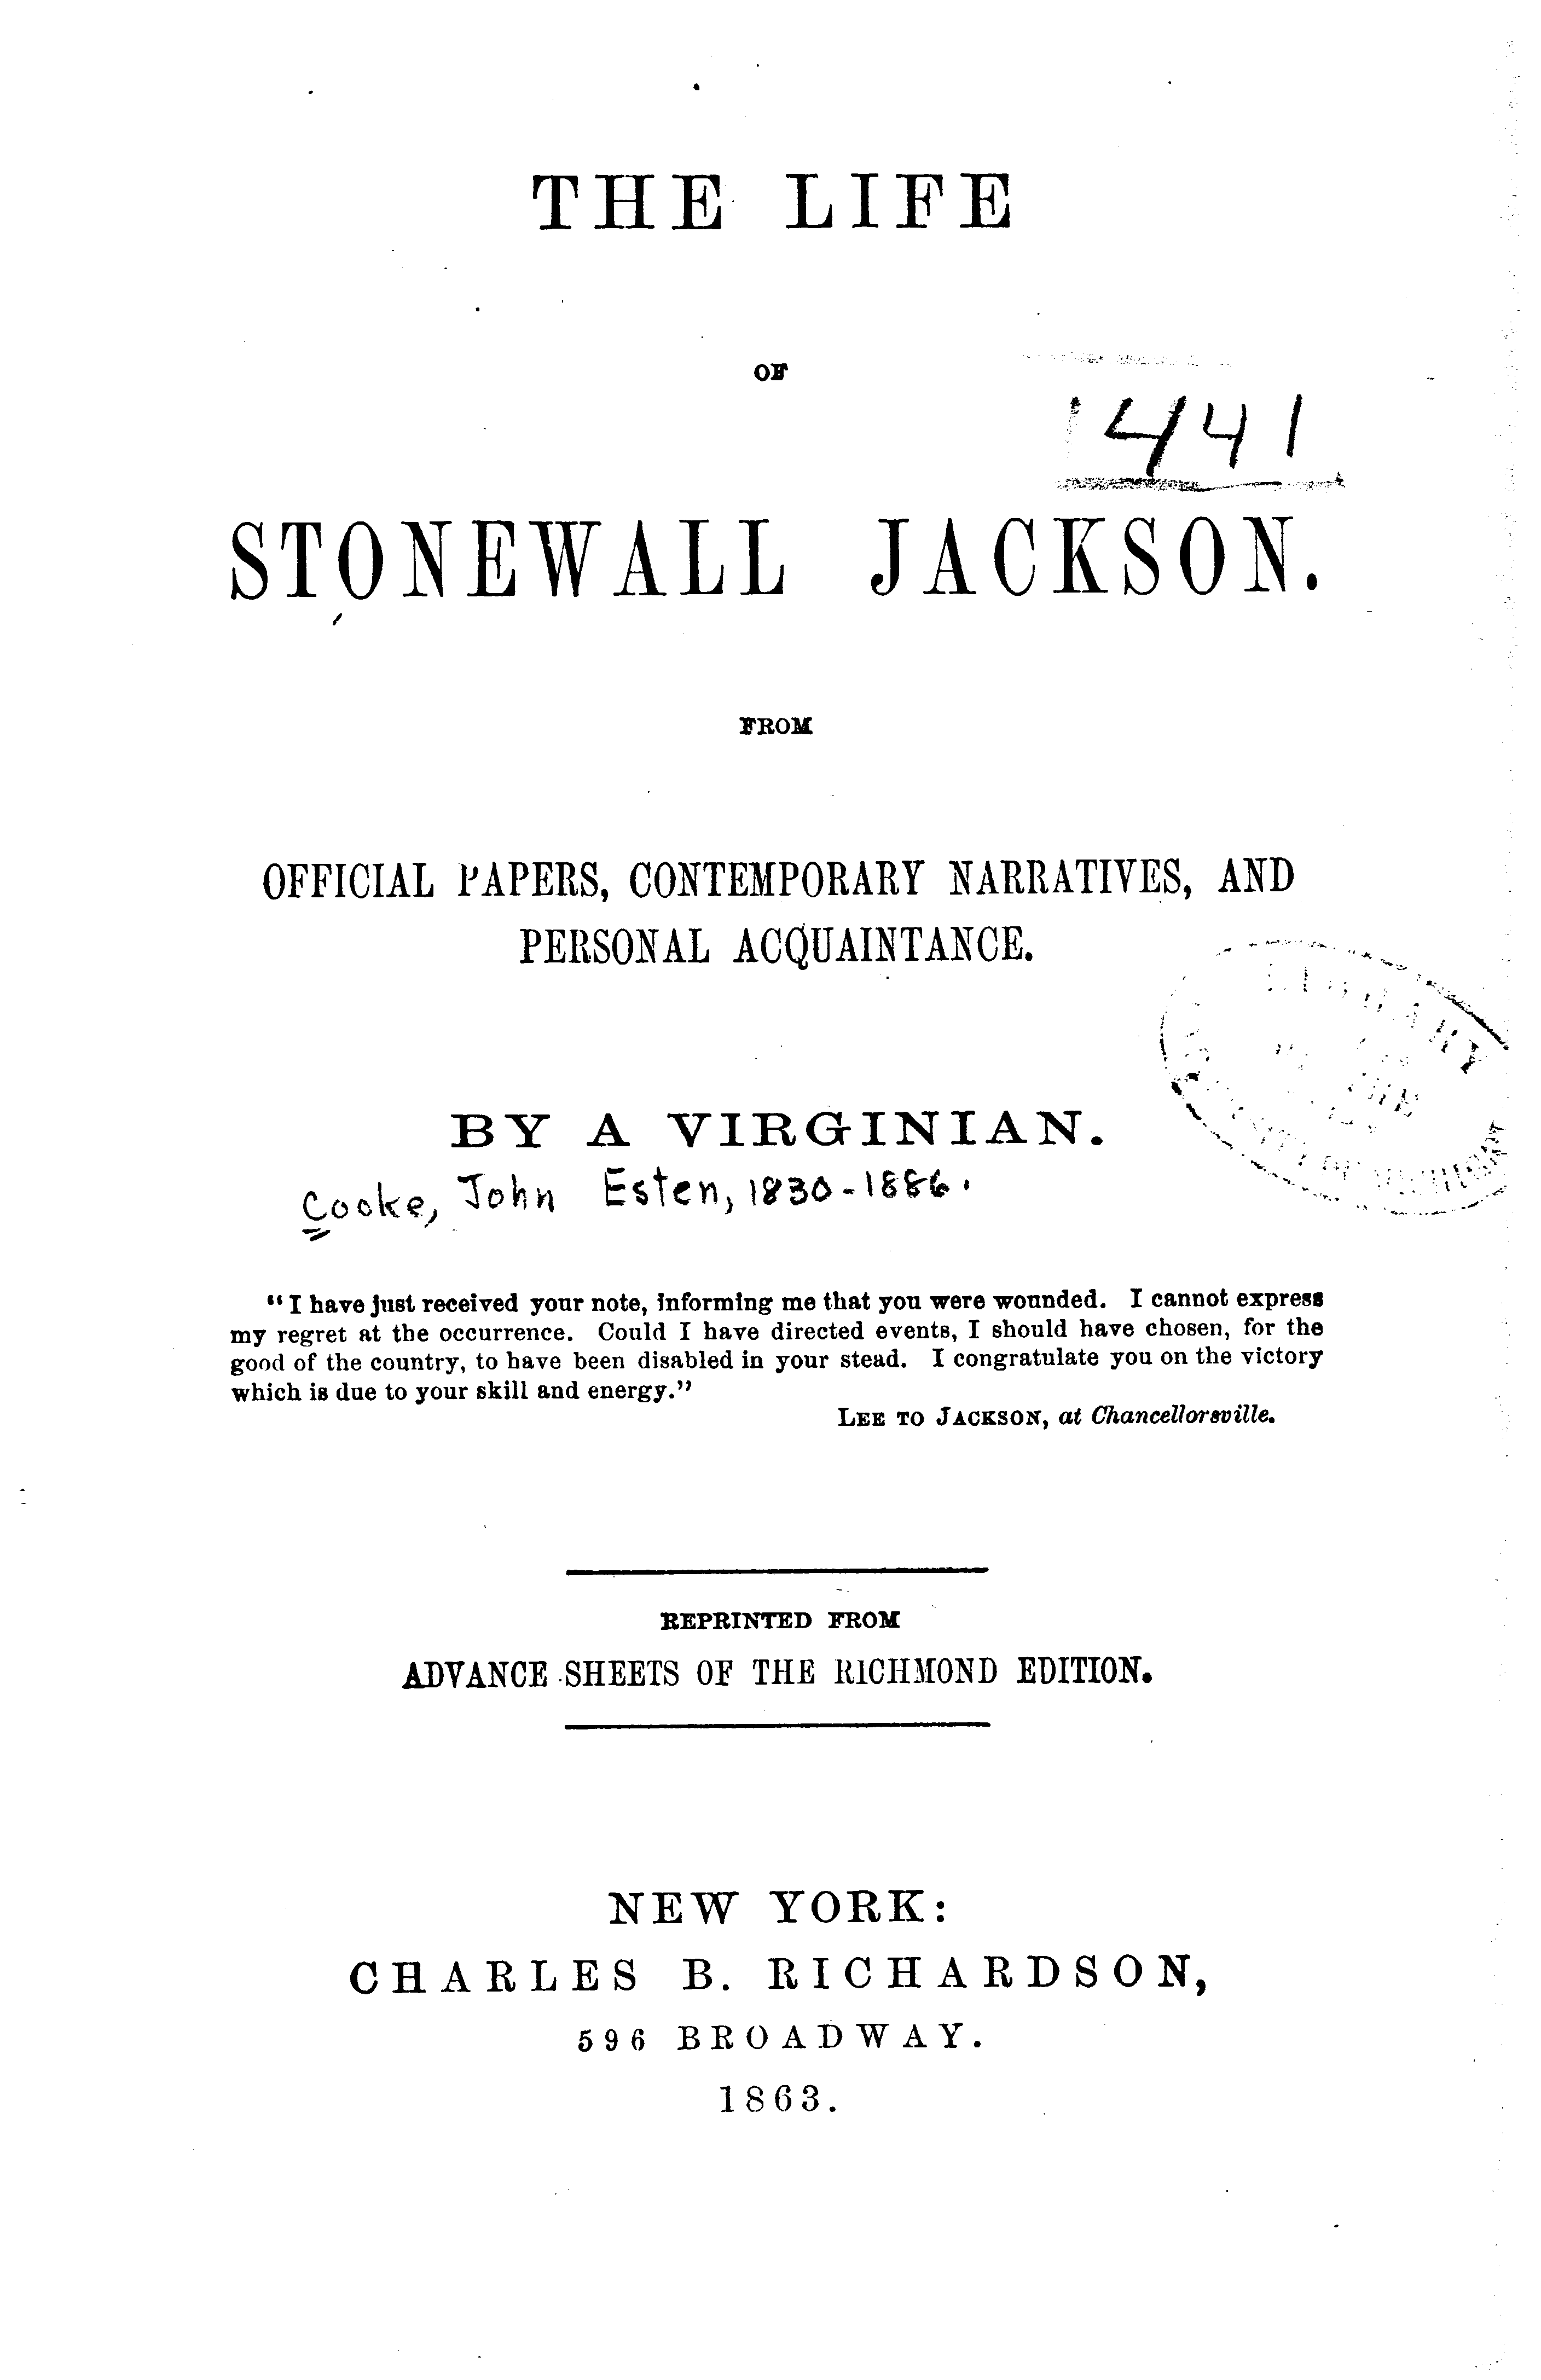 THE LIFE
OF
441
STONEWALL JACKSON.
FROM
OFFICIAL PAPERS, CONTEMPORARY NARRATIVES, AND
PERSONAL ACQUAINTANCE.
LIBRARY
THE
OF MICHIGAN
BY A VIRGINIAN.
Cooke, John Esten, 1830-1886.
"I have just received your note, informing me that you were wounded. I cannot express
my regret at the occurrence. Could I have directed events, I should have chosen, for the
good of the country, to have been disabled in your stead. I congratulate you on the victory
which is due to your skill and energy."
LEE TO JACKSON, at Chancellorsville.
REPRINTED FROM
ADVANCE SHEETS OF THE RICHMOND EDITION.
NEW YORK:
CHARLES B. RICHARDSON,
596 BROADWAY.
1863.